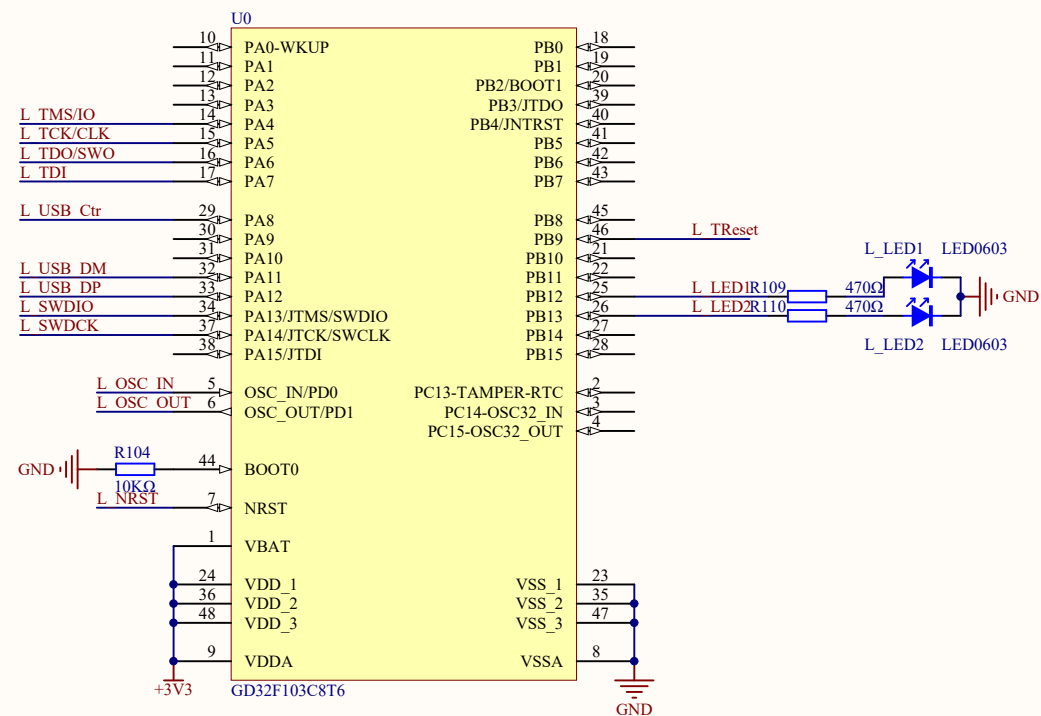 U0
10 PA0-WKUP PB0 18
11 PA1 PB1 19
12 PA2 PB2/BOOT1 20
13 PA3 PB3/JTDO 39
L_TMS/IO 14 PA4 PB4/JNTRST 40
L_TCK/CLK 15 PA5 PB5 41
L_TDO/SWO 16 PA6 PB6 42
L_TDI 17 PA7 PB7 43
L_USB_Ctr 29 PA8 PB8 45
30 PA9 PB9 46 L_TReset
31 PA10 PB10 21
L_LED1 LED0603
L_USB_DM 32 PA11 PB11 22
L_USB_DP 33 PA12 PB12 25 L_LED1 R109 470Ω GND
L_SWDIO 34 PA13/JTMS/SWDIO PB13 26 L_LED2 R110 470Ω
L_SWDCK 37 PA14/JTCK/SWCLK PB14 27
L_LED2 LED0603
38 PA15/JTDI PB15 28
L_OSC_IN 5 OSC_IN/PD0 PC13-TAMPER-RTC 2
L_OSC_OUT 6 OSC_OUT/PD1 PC14-OSC32_IN 3
PC15-OSC32_OUT 4
R104
GND 44 BOOT0
10KΩ
L_NRST 7 NRST
1 VBAT
24 VDD_1 VSS_1 23
36 VDD_2 VSS_2 35
48 VDD_3 VSS_3 47
9 VDDA VSSA 8
+3V3 GD32F103C8T6
GND